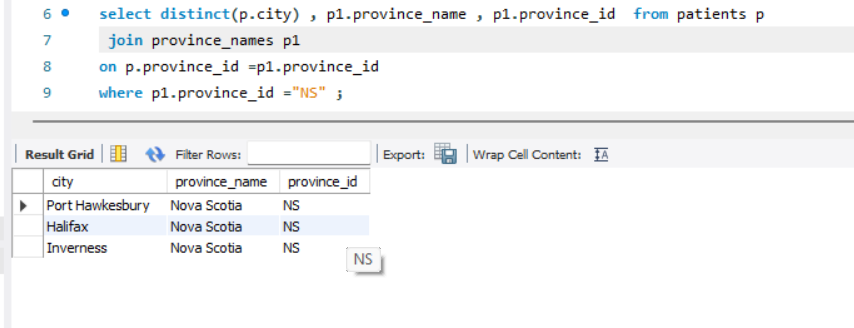 6 select distinct(p.city) , p1.province_name , p1.province_id from patients p
7 join province_names p1
8 on p.province_id =p1.province_id
9 where p1.province_id ="NS" ;
Result Grid Filter Rows: Export: Wrap Cell Content: IA
city province_name province_id
Port Hawkesbury Nova Scotia NS
Halifax Nova Scotia NS
Inverness Nova Scotia NS
NS